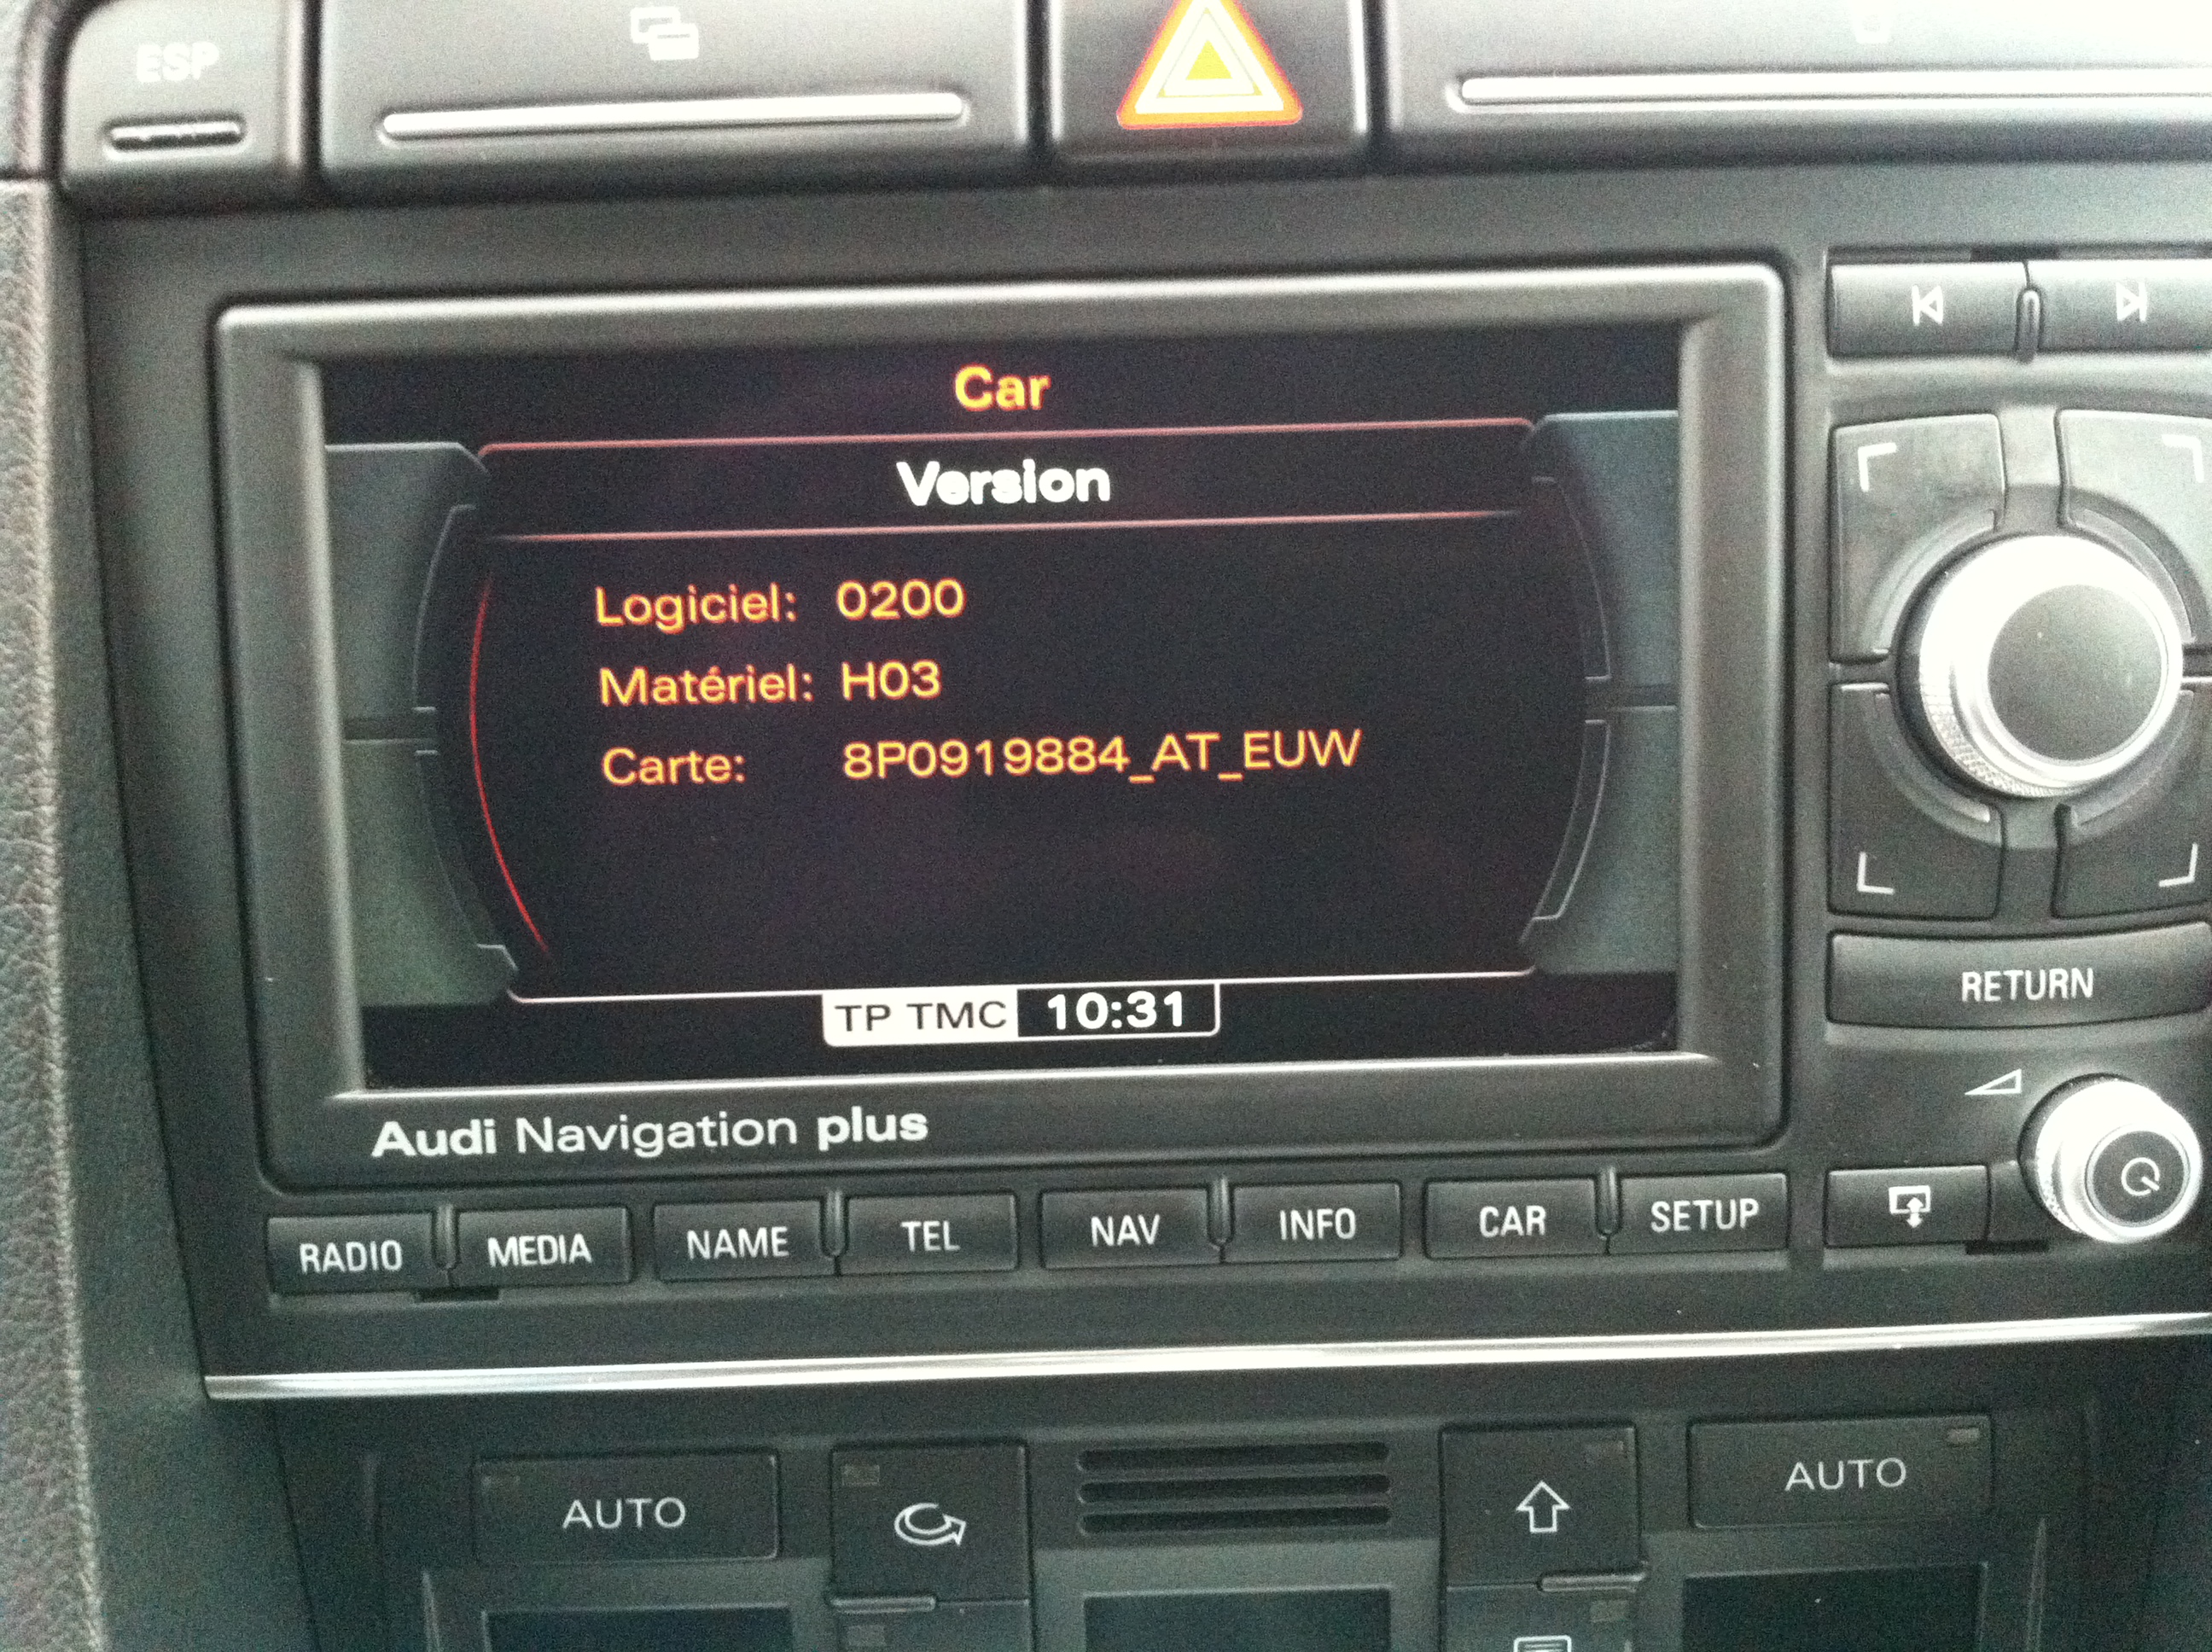 ESP
Car
Version
Logiciel: 0200
Matériel: H03
Carte: 8P0919884_AT_EUW
TP TMC 10:31
RETURN
Audi Navigation plus
RADIO MEDIA NAME TEL NAV INFO CAR SETUP
AUTO AUTO